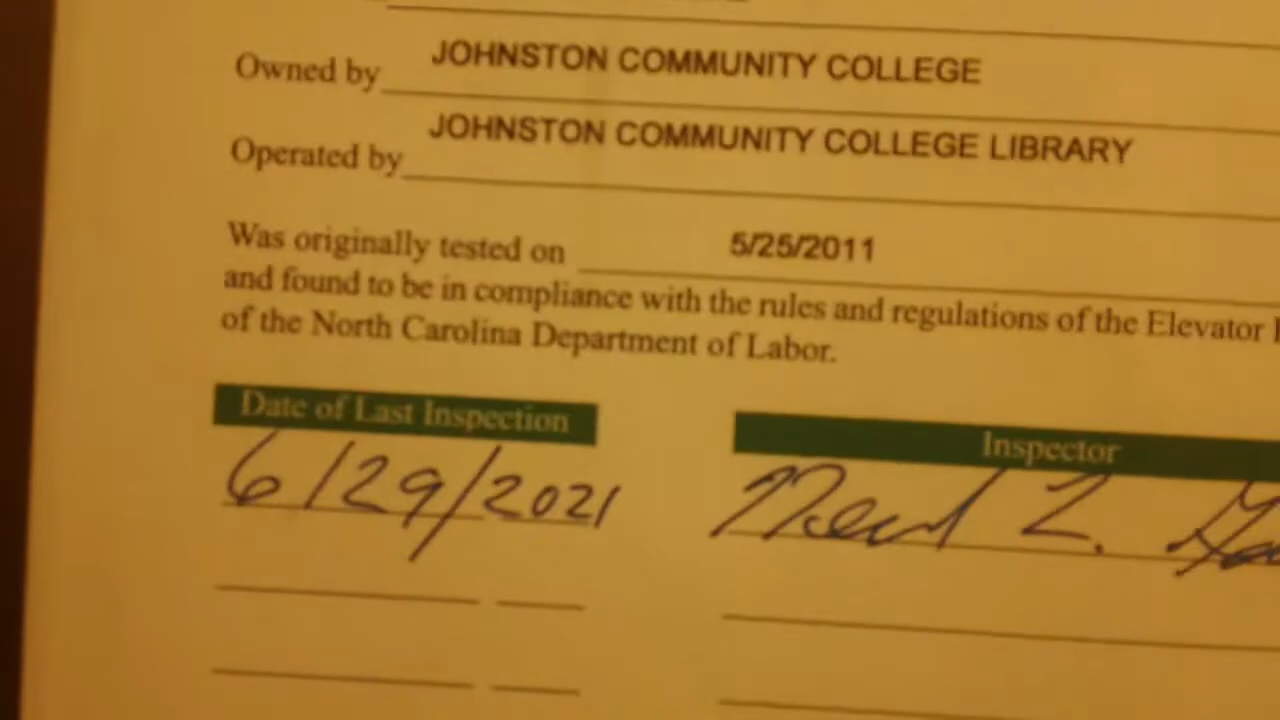 Owned by JOHNSTON COMMUNITY COLLEGE
Operated by JOHNSTON COMMUNITY COLLEGE LIBRARY
Was originally tested on 5/25/2011
and found to be in compliance with the rules and regulations of the Elevator
of the North Carolina Department of Labor.
Date of Last Inspection Inspector
6/29/2021